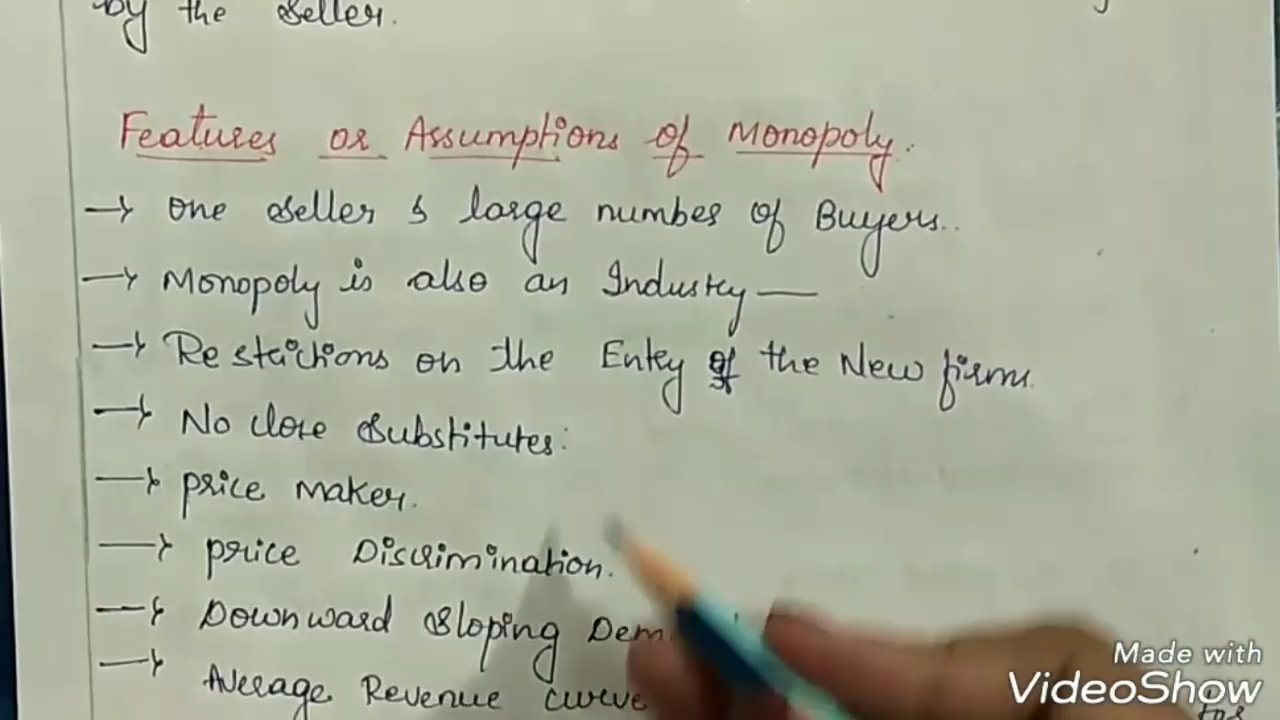 by the seller.
Features or Assumptions of Monopoly.
→ One seller & large number of Buyers..
→ Monopoly is also an Industry —
→ Restrictions on the Entry of the New firms.
→ No close Substitutes:
→ price Maker.
→ price Discrimination.
→ Downward Sloping Dem
→ Average Revenue curve
Made with
VideoShow